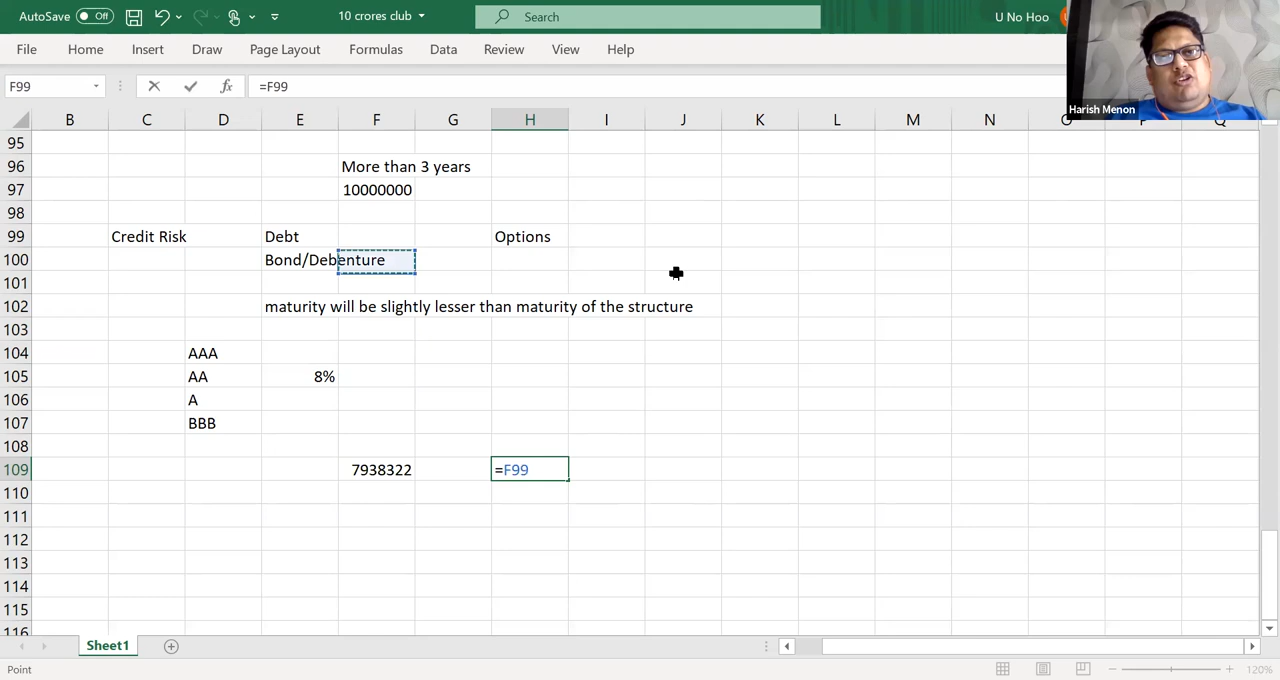 AutoSave Off 10 crores club Search U No Hoo
File Home Insert Draw Page Layout Formulas Data Review View Help
F99 fx =F99
Harish Menon
B C D E F G H I J K L M N O P Q
95
96 More than 3 years
97 10000000
98
99 Credit Risk Debt Options
100 Bond/Debenture
101
102 maturity will be slightly lesser than maturity of the structure
103
104 AAA
105 AA 8%
106 A
107 BBB
108
109 7938322 =F99
110
111
112
113
114
115
116
Sheet1
Point 120%